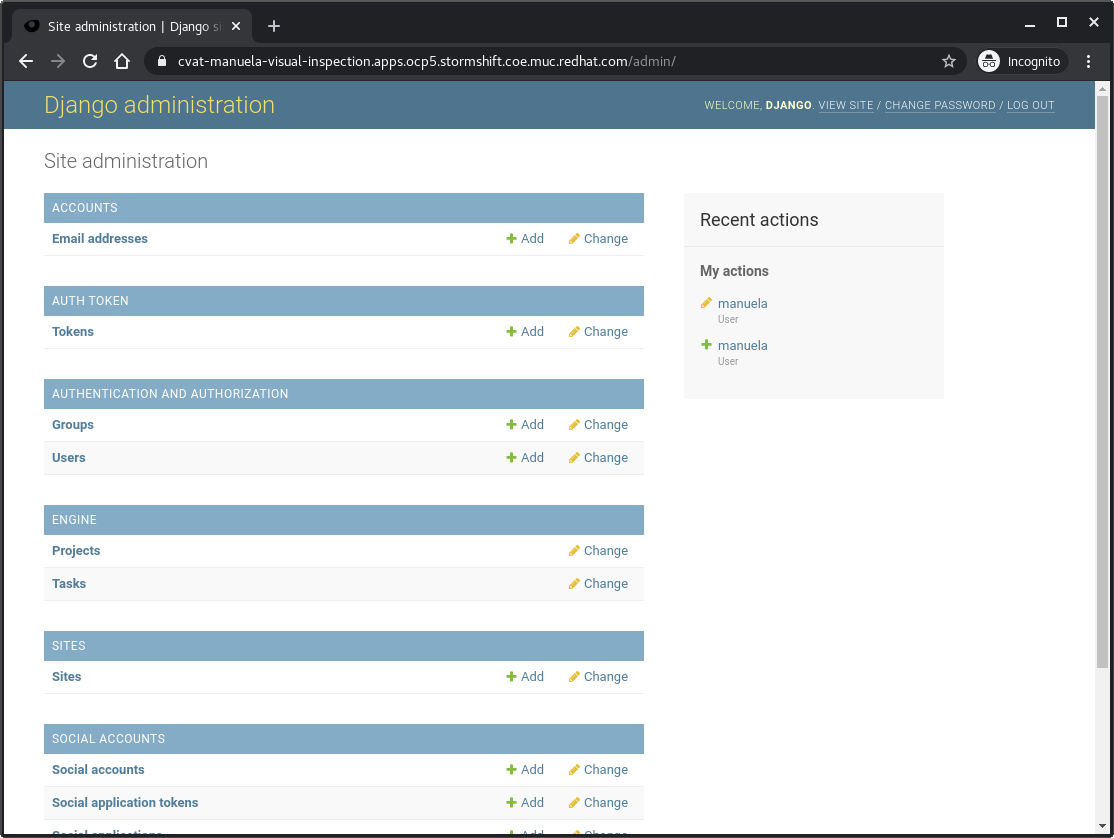 Site administration | Django si
cvat-manuela-visual-inspection.apps.ocp5.stormshift.coe.muc.redhat.com/admin/
Incognito
Django administration
WELCOME, DJANGO. VIEW SITE / CHANGE PASSWORD / LOG OUT
Site administration
ACCOUNTS
Email addresses Add Change
AUTH TOKEN
Tokens Add Change
AUTHENTICATION AND AUTHORIZATION
Groups Add Change
Users Add Change
ENGINE
Projects Change
Tasks Change
SITES
Sites Add Change
SOCIAL ACCOUNTS
Social accounts Add Change
Social application tokens Add Change
Social applications Add Change
Recent actions
My actions
manuela
User
manuela
User